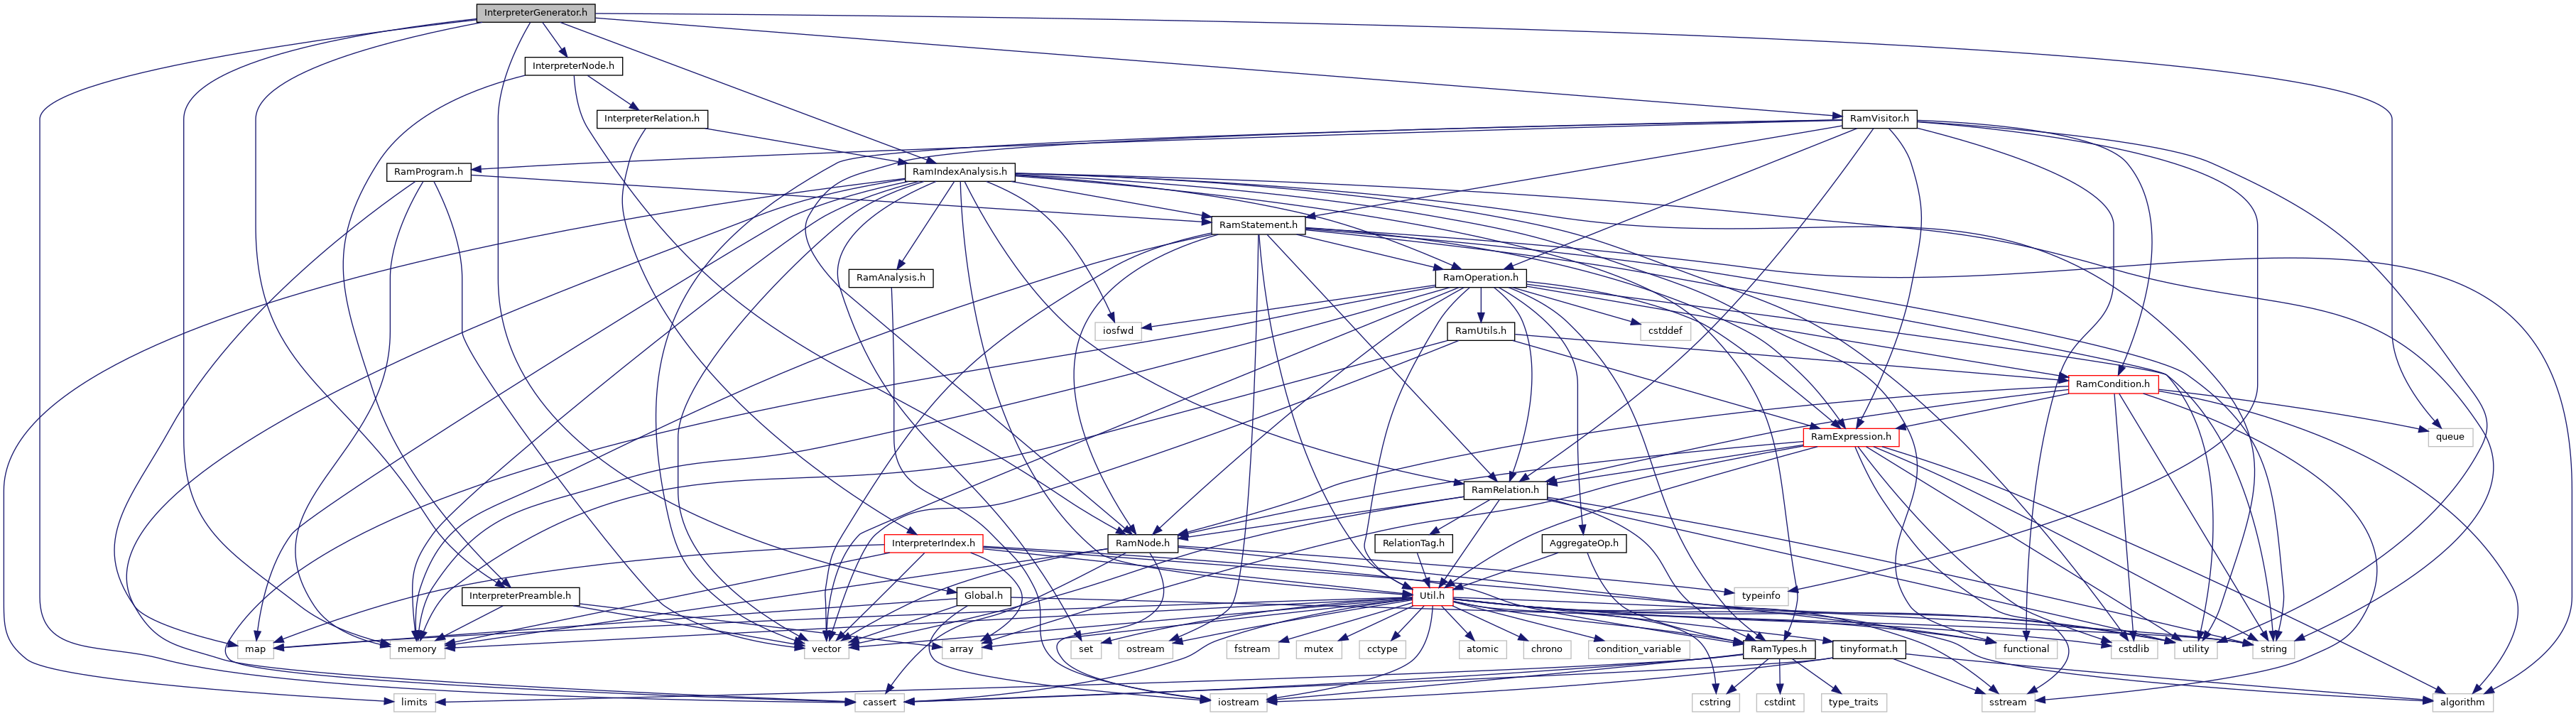 InterpreterGenerator.h
InterpreterNode.h
InterpreterRelation.h
RamVisitor.h
RamProgram.h
RamIndexAnalysis.h
RamStatement.h
RamAnalysis.h
RamOperation.h
iosfwd
RamUtils.h
cstddef
RamCondition.h
RamExpression.h
queue
RamRelation.h
InterpreterIndex.h
RamNode.h
RelationTag.h
AggregateOp.h
InterpreterPreamble.h
Global.h
Util.h
typeinfo
map
memory
vector
array
set
ostream
fstream
mutex
cctype
atomic
chrono
condition_variable
RamTypes.h
tinyformat.h
functional
cstdlib
utility
string
limits
cassert
iostream
cstring
cstdint
type_traits
sstream
algorithm